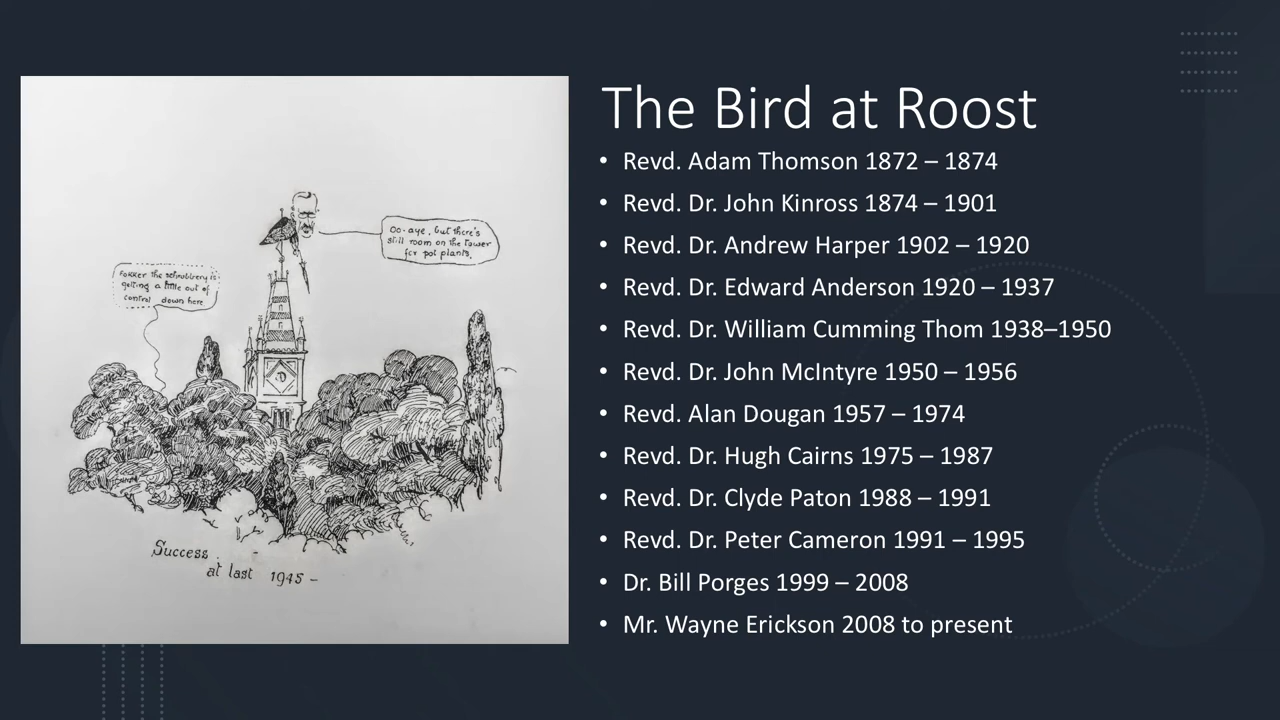 The Bird at Roost
• Revd. Adam Thomson 1872 – 1874
• Revd. Dr. John Kinross 1874 – 1901
• Revd. Dr. Andrew Harper 1902 – 1920
• Revd. Dr. Edward Anderson 1920 – 1937
• Revd. Dr. William Cumming Thom 1938–1950
• Revd. Dr. John McIntyre 1950 – 1956
• Revd. Alan Dougan 1957 – 1974
• Revd. Dr. Hugh Cairns 1975 – 1987
• Revd. Dr. Clyde Paton 1988 – 1991
• Revd. Dr. Peter Cameron 1991 – 1995
• Dr. Bill Porges 1999 – 2008
• Mr. Wayne Erickson 2008 to present
Oo-aye, but there's
still room on the tower
for pot plants.
the schrubbrery is
getting a little out of
control down here
Success
at last 1945 –